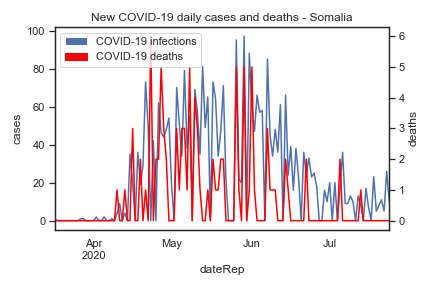 New COVID-19 daily cases and deaths - Somalia
COVID-19 infections
COVID-19 deaths
cases
100
80
60
40
20
0
deaths
6
5
4
3
2
1
0
Apr
2020
May
Jun
Jul
dateRep